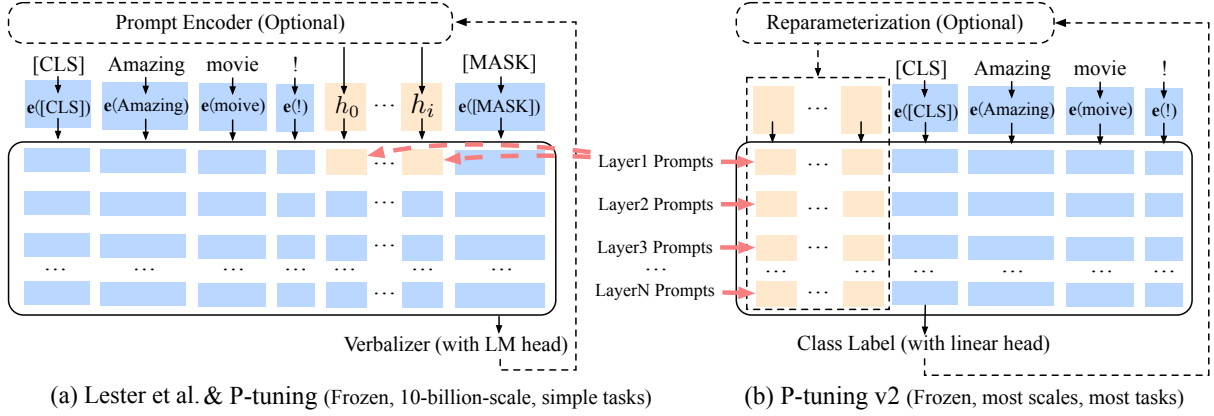 Prompt Encoder (Optional)
[CLS] Amazing movie ! [MASK]
e([CLS]) e(Amazing) e(moive) e(!) h0 ... hi e([MASK])
...
...
...
... ... ... ... ... ... ...
...
Verbalizer (with LM head)
(a) Lester et al. & P-tuning (Frozen, 10-billion-scale, simple tasks)
Layer1 Prompts
Layer2 Prompts
Layer3 Prompts
...
LayerN Prompts
Reparameterization (Optional)
[CLS] Amazing movie !
... e([CLS]) e(Amazing) e(moive) e(!)
...
...
...
... ... ... ... ... ...
...
Class Label (with linear head)
(b) P-tuning v2 (Frozen, most scales, most tasks)